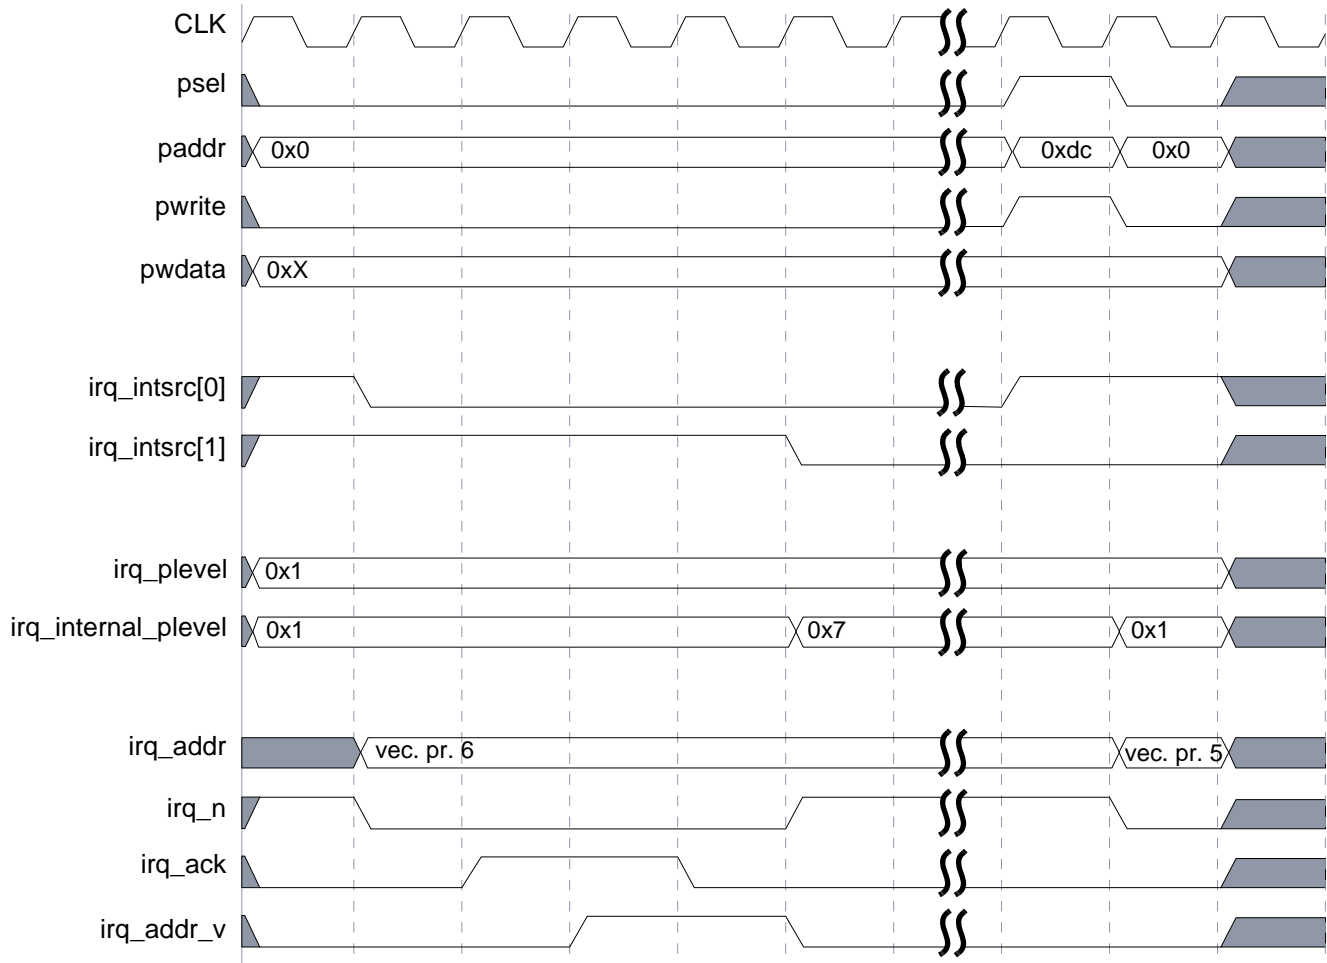 CLK
psel
paddr 0x0 0xdc 0x0
pwrite
pwdata 0xX
irq_intsrc[0]
irq_intsrc[1]
irq_plevel 0x1
irq_internal_plevel 0x1 0x7 0x1
irq_addr vec. pr. 6 vec. pr. 5
irq_n
irq_ack
irq_addr_v